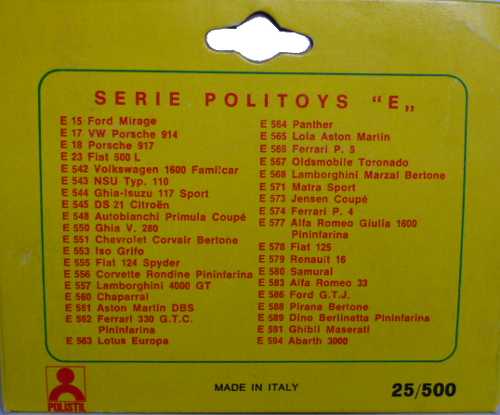 SERIE POLITOYS "E„
E 15 Ford Mirage
E 17 VW Porsche 914
E 18 Porsche 917
E 23 Fiat 500 L
E 542 Volkswagen 1600 Familcar
E 543 NSU Typ. 110
E 544 Ghia-Isuzu 117 Sport
E 545 DS 21 Citroën
E 548 Autobianchi Primula Coupé
E 550 Ghia V. 280
E 551 Chevrolet Corvair Bertone
E 553 Iso Grifo
E 555 Fiat 124 Spyder
E 556 Corvette Rondine Pininfarina
E 557 Lamborghini 4000 GT
E 560 Chaparral
E 561 Aston Martin DBS
E 562 Ferrari 330 G.T.C.
Pininfarina
E 563 Lotus Europa
E 564 Panther
E 565 Lola Aston Martin
E 566 Ferrari P. 5
E 567 Oldsmobile Toronado
E 568 Lamborghini Marzal Bertone
E 571 Matra Sport
E 573 Jensen Coupé
E 574 Ferrari P. 4
E 577 Alfa Romeo Giulia 1600
Pininfarina
E 578 Fiat 125
E 579 Renault 16
E 580 Samurai
E 583 Alfa Romeo 33
E 586 Ford G.T.J.
E 588 Pirana Bertone
E 589 Dino Berlinetta Pininfarina
E 591 Ghibli Maserati
E 594 Abarth 3000
POLISTIL
MADE IN ITALY
25/500